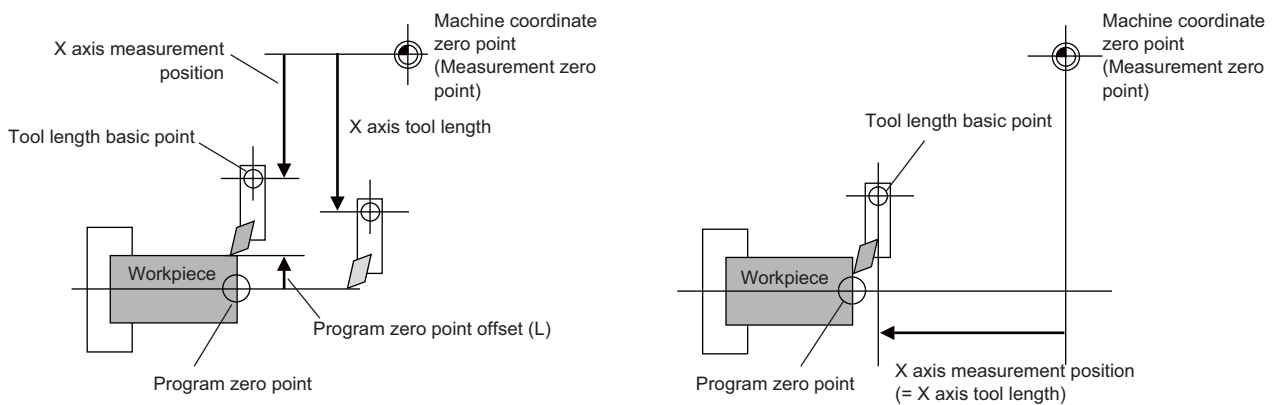 X axis measurement
position
Machine coordinate
zero point
(Measurement zero
point)
X axis tool length
Tool length basic point
Workpiece
Program zero point offset (L)
Program zero point
Machine coordinate
zero point
(Measurement zero
point)
Tool length basic point
Workpiece
Program zero point
X axis measurement position
(= X axis tool length)